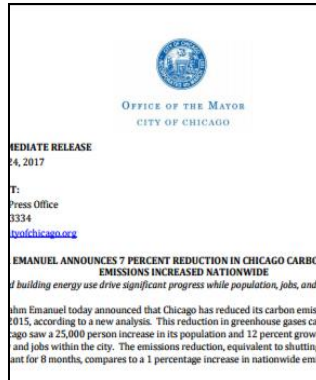 OFFICE OF THE MAYOR
CITY OF CHICAGO
MEDIATE RELEASE
24, 2017
T:
Press Office
3334
tyofchicago.org
EMANUEL ANNOUNCES 7 PERCENT REDUCTION IN CHICAGO CARBO
EMISSIONS INCREASED NATIONWIDE
d building energy use drive significant progress while population, jobs, and
ahm Emanuel today announced that Chicago has reduced its carbon emis
2015, according to a new analysis. This reduction in greenhouse gases ca
cago saw a 25,000 person increase in its population and 12 percent grow
and jobs within the city. The emissions reduction, equivalent to shutting
ant for 8 months, compares to a 1 percentage increase in nationwide emi